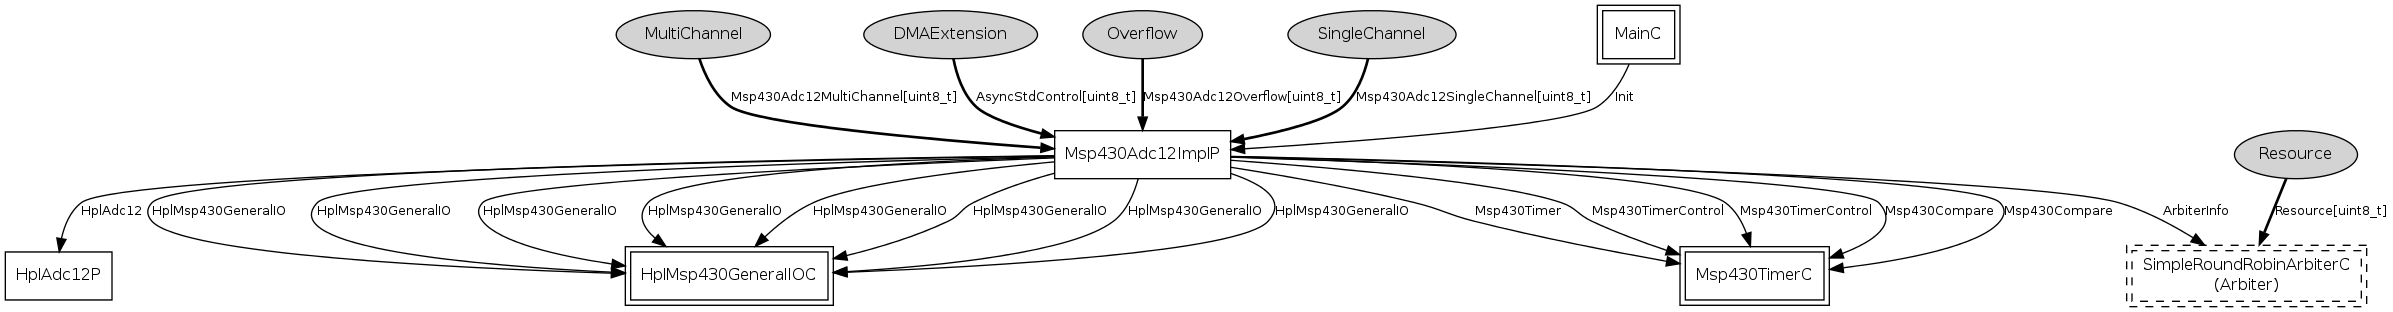 MultiChannel
DMAExtension
Overflow
SingleChannel
MainC
Msp430Adc12MultiChannel[uint8_t]
AsyncStdControl[uint8_t]
Msp430Adc12Overflow[uint8_t]
Msp430Adc12SingleChannel[uint8_t]
Init
Msp430Adc12ImplP
Resource
HplAdc12
HplMsp430GeneralIO
HplMsp430GeneralIO
HplMsp430GeneralIO
HplMsp430GeneralIO
HplMsp430GeneralIO
HplMsp430GeneralIO
HplMsp430GeneralIO
HplMsp430GeneralIO
Msp430Timer
Msp430TimerControl
Msp430TimerControl
Msp430Compare
Msp430Compare
ArbiterInfo
Resource[uint8_t]
HplAdc12P
HplMsp430GeneralIOC
Msp430TimerC
SimpleRoundRobinArbiterC
(Arbiter)